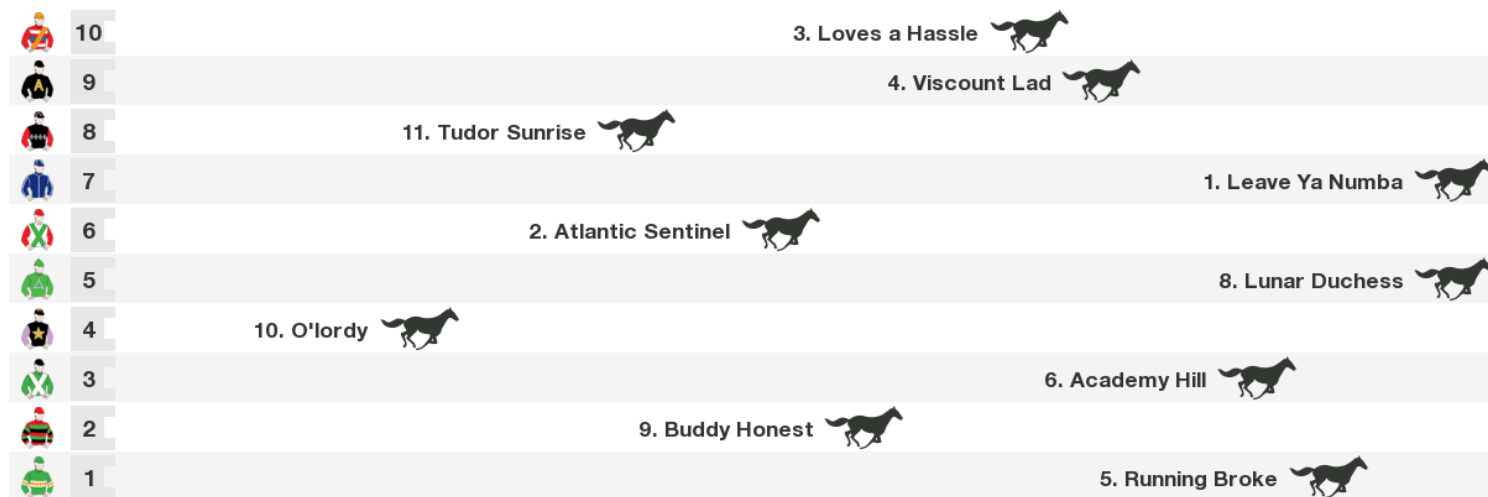 10 3. Loves a Hassle
9 A 4. Viscount Lad
8 11. Tudor Sunrise
7 1. Leave Ya Numba
6 2. Atlantic Sentinel
5 8. Lunar Duchess
4 10. O'lordy
3 6. Academy Hill
2 9. Buddy Honest
1 5. Running Broke